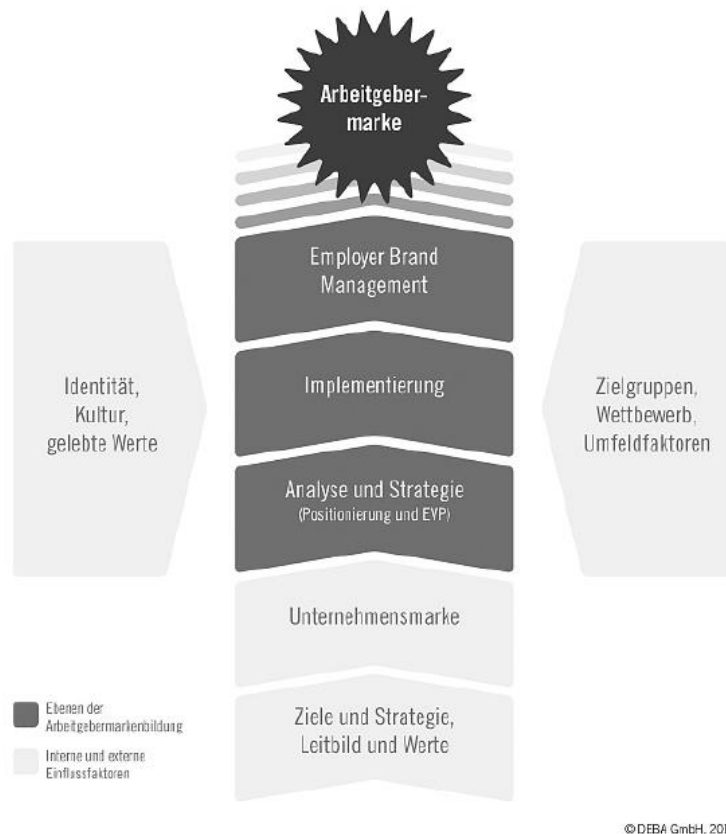 Arbeitgeber-
marke
Employer Brand
Management
Implementierung
Identität,
Kultur,
gelebte Werte
Zielgruppen,
Wettbewerb,
Umfeldfaktoren
Analyse und Strategie
(Positionierung und EVP)
Unternehmensmarke
Ziele und Strategie,
Leitbild und Werte
Ebenen der
Arbeitgebermarkenbildung
Interne und externe
Einflussfaktoren
© DEBA GmbH,